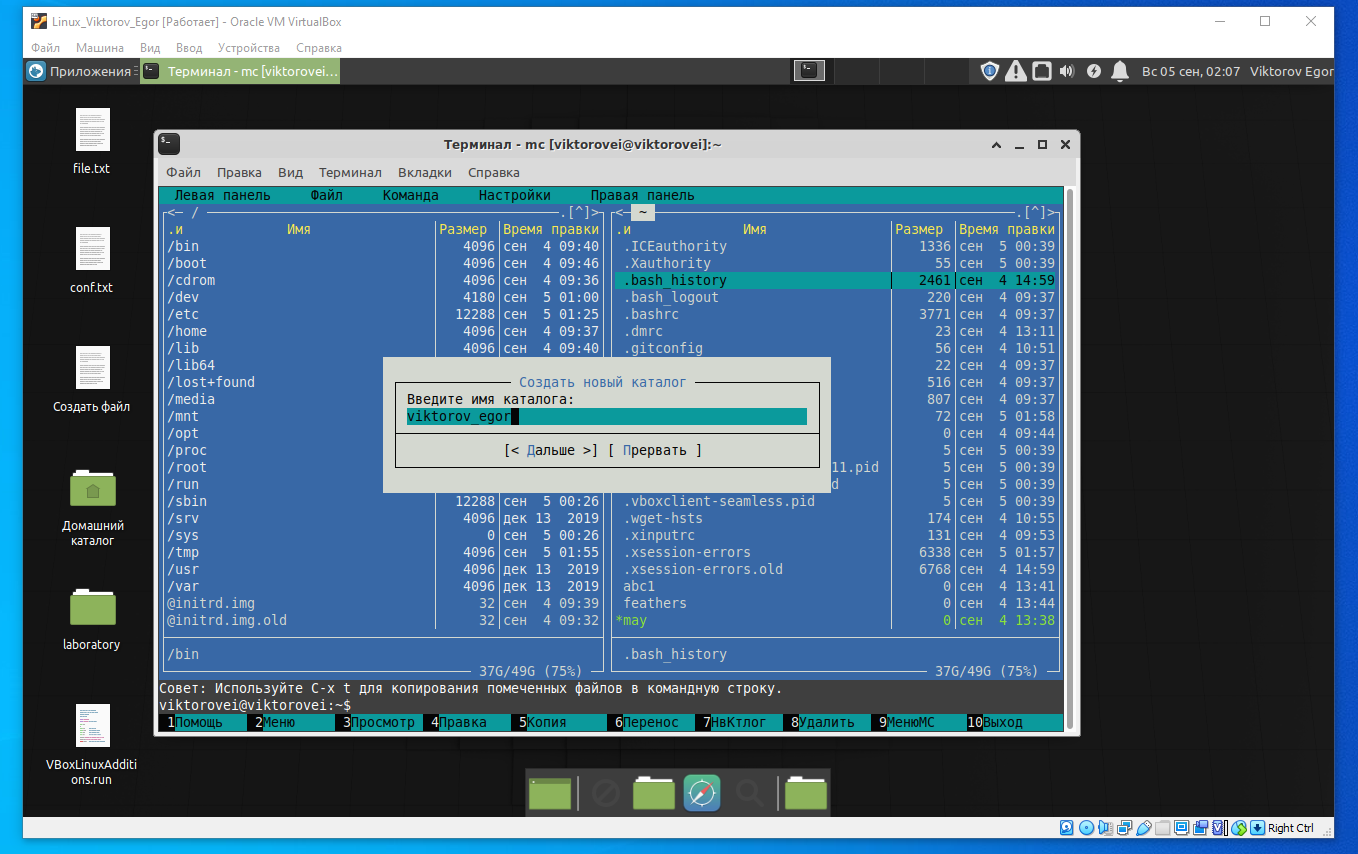 Linux_Viktorov_Egor [Работает] - Oracle VM VirtualBox
Файл Машина Вид Ввод Устройства Справка
Приложения Терминал - mc [viktorovei... Вс 05 сен, 02:07 Viktorov Egor
file.txt
conf.txt
Создать файл
Домашний
каталог
laboratory
VBoxLinuxAdditi
ons.run
Терминал - mc [viktorovei@viktorovei]:~
Файл Правка Вид Терминал Вкладки Справка
Левая панель Файл Команда Настройки Правая панель
<─ / .[^]>
.и Имя Размер Время правки
/bin 4096 сен 4 09:40
/boot 4096 сен 4 09:46
/cdrom 4096 сен 4 09:36
/dev 4180 сен 5 01:00
/etc 12288 сен 5 01:25
/home 4096 сен 4 09:37
/lib 4096 сен 4 09:40
/lib64
/lost+found
/media
/mnt
/opt
/proc
/root
/run
/sbin 12288 сен 5 00:26
/srv 4096 дек 13 2019
/sys 0 сен 5 00:26
/tmp 4096 сен 5 01:55
/usr 4096 дек 13 2019
/var 4096 дек 13 2019
@initrd.img 32 сен 4 09:39
@initrd.img.old 32 сен 4 09:32
/bin
37G/49G (75%)
<─ ~ .[^]>
.и Имя Размер Время правки
.ICEauthority 1336 сен 5 00:39
.Xauthority 55 сен 5 00:39
.bash_history 2461 сен 4 14:59
.bash_logout 220 сен 4 09:37
.bashrc 3771 сен 4 09:37
.dmrc 23 сен 4 13:11
.gitconfig 56 сен 4 10:51
22 сен 4 09:37
516 сен 4 09:37
807 сен 4 09:37
72 сен 5 01:58
0 сен 4 09:44
5 сен 5 00:39
11.pid 5 сен 5 00:39
d 5 сен 5 00:39
.vboxclient-seamless.pid 5 сен 5 00:39
.wget-hsts 174 сен 4 10:55
.xinputrc 131 сен 4 09:53
.xsession-errors 6338 сен 5 01:57
.xsession-errors.old 6768 сен 4 14:59
abc1 0 сен 4 13:41
feathers 0 сен 4 13:44
*may 0 сен 4 13:38
.bash_history
37G/49G (75%)
Создать новый каталог
Введите имя каталога:
viktorov_egor
[< Дальше >] [ Прервать ]
Совет: Используйте C-x t для копирования помеченных файлов в командную строку.
viktorovei@viktorovei:~$
1Помощь 2Меню 3Просмотр 4Правка 5Копия 6Перенос 7НвКтлог 8Удалить 9МенюMC 10Выход
Right Ctrl